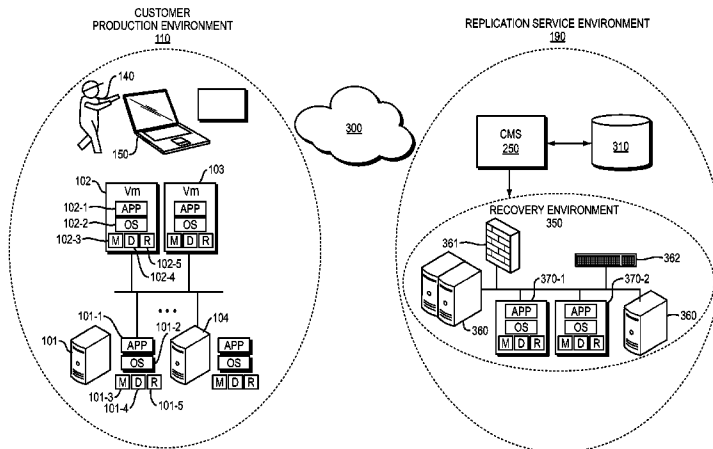 CUSTOMER
PRODUCTION ENVIRONMENT
110
REPLICATION SERVICE ENVIRONMENT
190
140
150
300
CMS
250
310
102
Vm
103
Vm
102-1
APP
APP
102-2
OS
OS
102-3
M D R
M D R
102-5
102-4
RECOVERY ENVIRONMENT
350
361
362
370-1
370-2
APP
APP
OS
OS
M D R
M D R
360
360
101-1
101-2
104
101
APP
APP
OS
OS
M D R
M D R
101-3
101-4
101-5